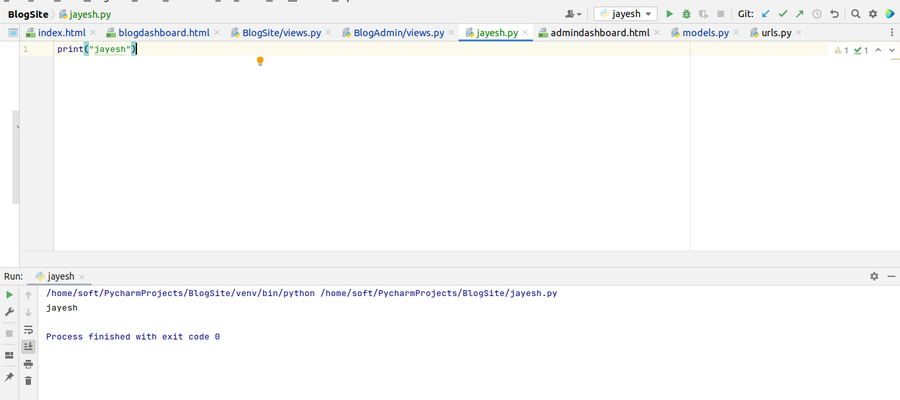 BlogSite jayesh.py
jayesh Git:
index.html blogdashboard.html BlogSite/views.py BlogAdmin/views.py jayesh.py admindashboard.html models.py urls.py
1 print("jayesh") 1 1
Run: jayesh
/home/soft/PycharmProjects/BlogSite/venv/bin/python /home/soft/PycharmProjects/BlogSite/jayesh.py
jayesh
Process finished with exit code 0